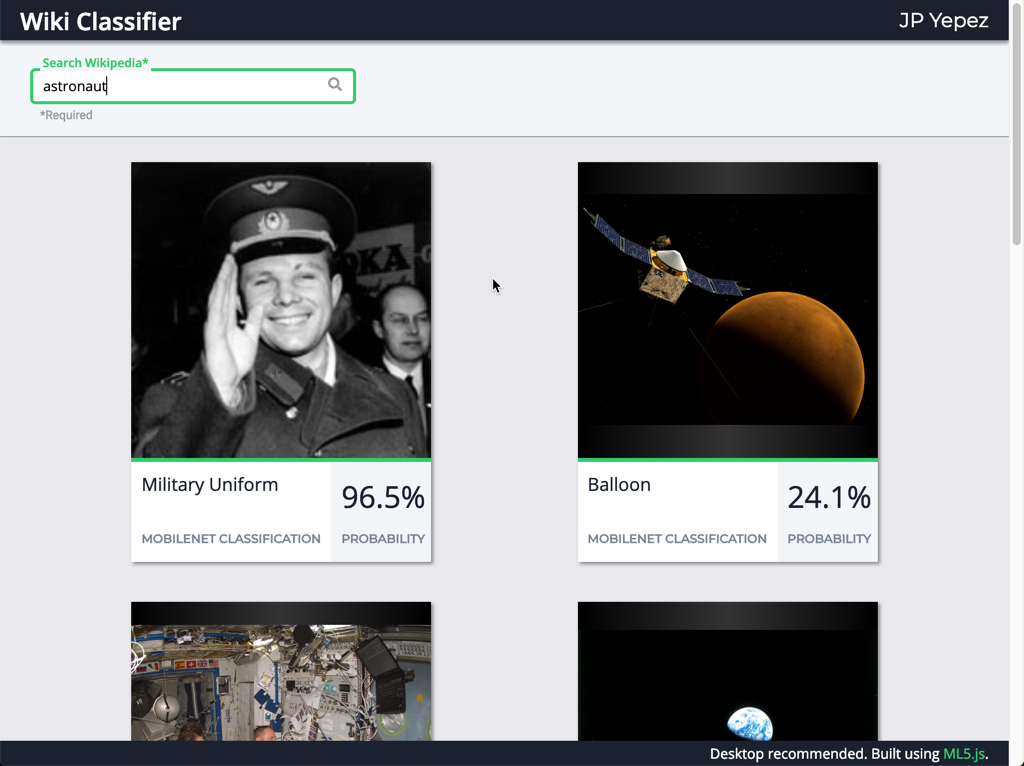 Wiki Classifier
JP Yepez
Search Wikipedia*
astronaut
*Required
Military Uniform
96.5%
MOBILENET CLASSIFICATION
PROBABILITY
Balloon
24.1%
MOBILENET CLASSIFICATION
PROBABILITY
Desktop recommended. Built using ML5.js.